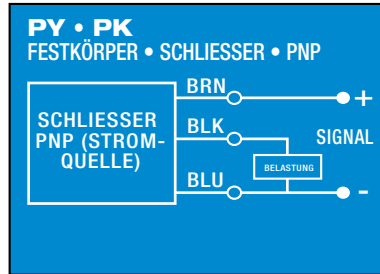 PY • PK
FESTKÖRPER • SCHLIESSER • PNP
BRN
+
SCHLIESSER
PNP (STROM-
QUELLE)
BLK
SIGNAL
BELASTUNG
BLU
-